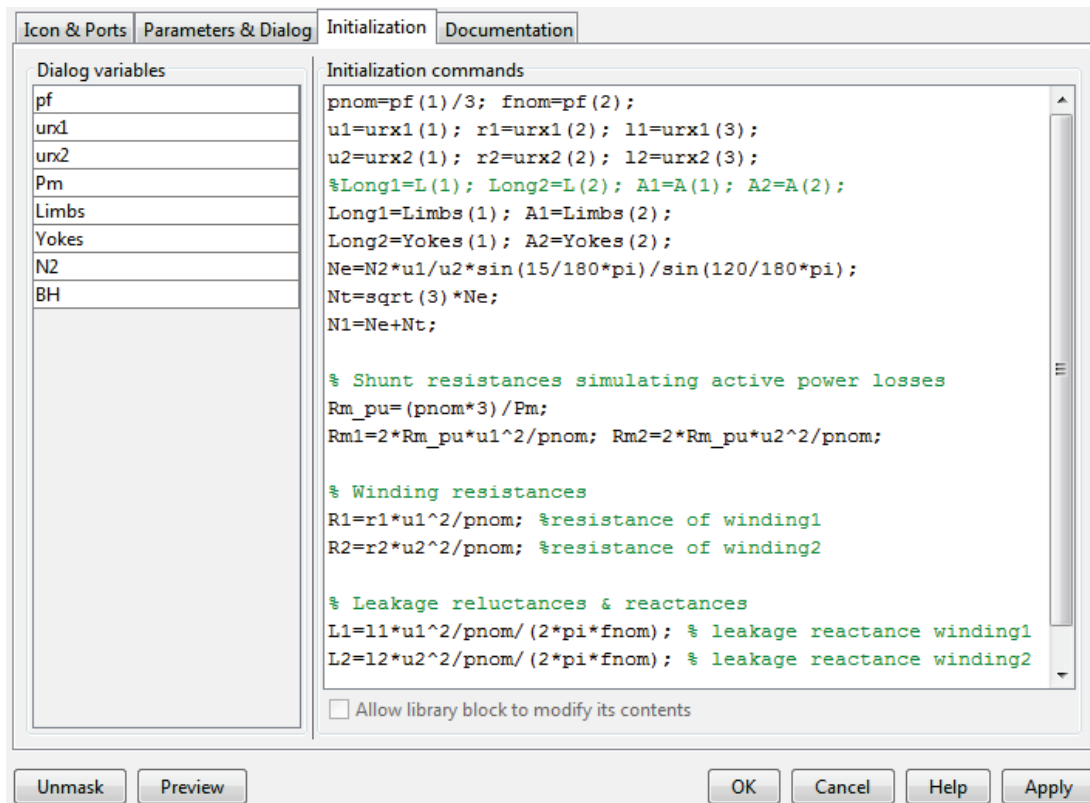 Icon & Ports Parameters & Dialog Initialization Documentation
Dialog variables
pf
urx1
urx2
Pm
Limbs
Yokes
N2
BH
Initialization commands
pnom=pf(1)/3; fnom=pf(2);
u1=urx1(1); r1=urx1(2); l1=urx1(3);
u2=urx2(1); r2=urx2(2); l2=urx2(3);
%Long1=L(1); Long2=L(2); A1=A(1); A2=A(2);
Long1=Limbs(1); A1=Limbs(2);
Long2=Yokes(1); A2=Yokes(2);
Ne=N2*u1/u2*sin(15/180*pi)/sin(120/180*pi);
Nt=sqrt(3)*Ne;
N1=Ne+Nt;
% Shunt resistances simulating active power losses
Rm_pu=(pnom*3)/Pm;
Rm1=2*Rm_pu*u1^2/pnom; Rm2=2*Rm_pu*u2^2/pnom;
% Winding resistances
R1=r1*u1^2/pnom; %resistance of winding1
R2=r2*u2^2/pnom; %resistance of winding2
% Leakage reluctances & reactances
L1=l1*u1^2/pnom/(2*pi*fnom); % leakage reactance winding1
L2=l2*u2^2/pnom/(2*pi*fnom); % leakage reactance winding2
Allow library block to modify its contents
Unmask Preview OK Cancel Help Apply